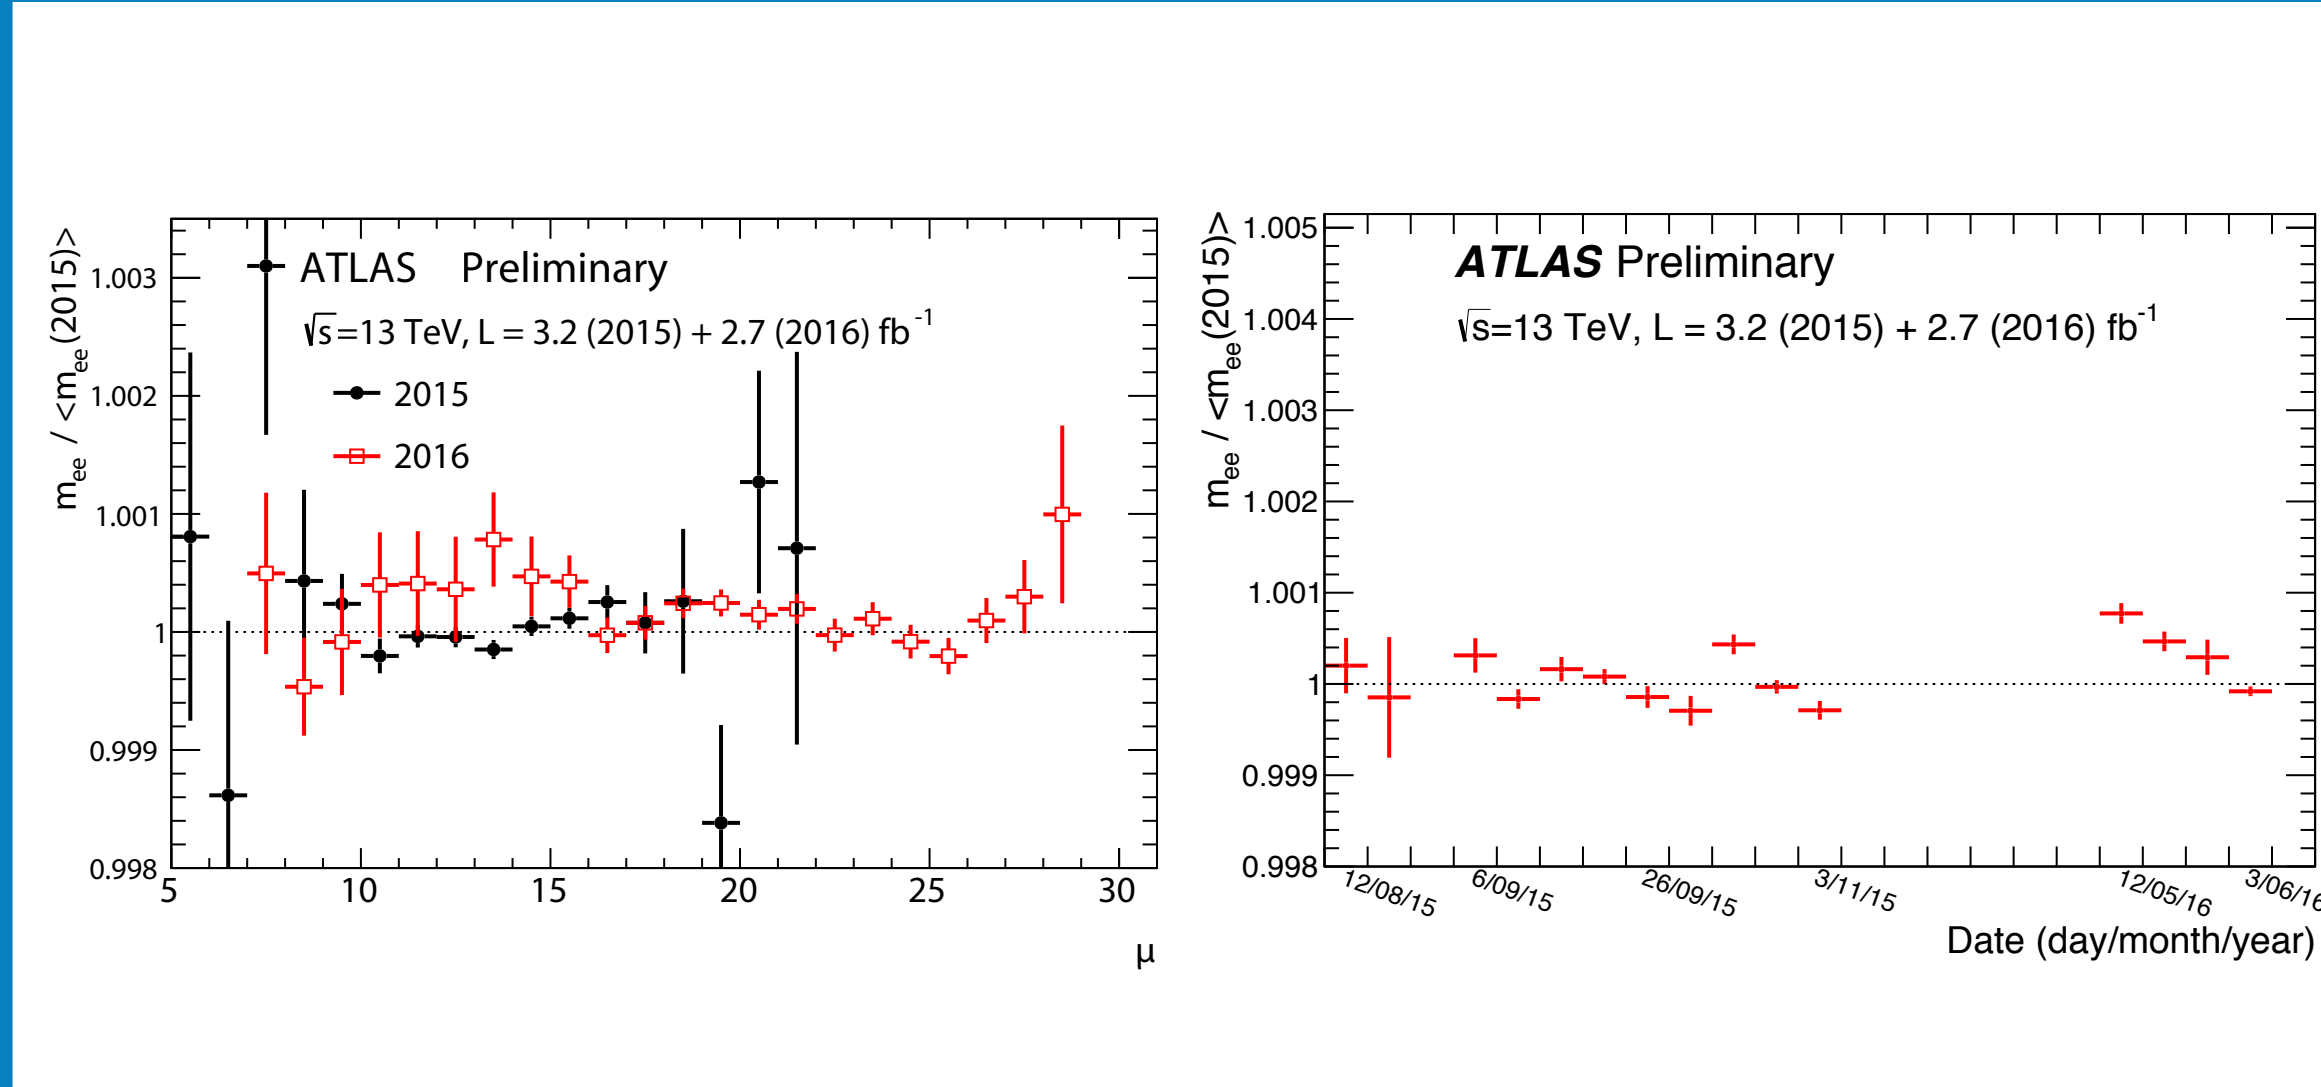 m_ee / <m_ee(2015)>
ATLAS Preliminary
√s=13 TeV, L = 3.2 (2015) + 2.7 (2016) fb^-1
2015
2016
1.003
1.002
1.001
1
0.999
0.998
5 10 15 20 25 30
μ
m_ee / <m_ee(2015)>
ATLAS Preliminary
√s=13 TeV, L = 3.2 (2015) + 2.7 (2016) fb^-1
1.005
1.004
1.003
1.002
1.001
1
0.999
0.998
12/08/15 6/09/15 26/09/15 3/11/15 12/05/16 3/06/16
Date (day/month/year)